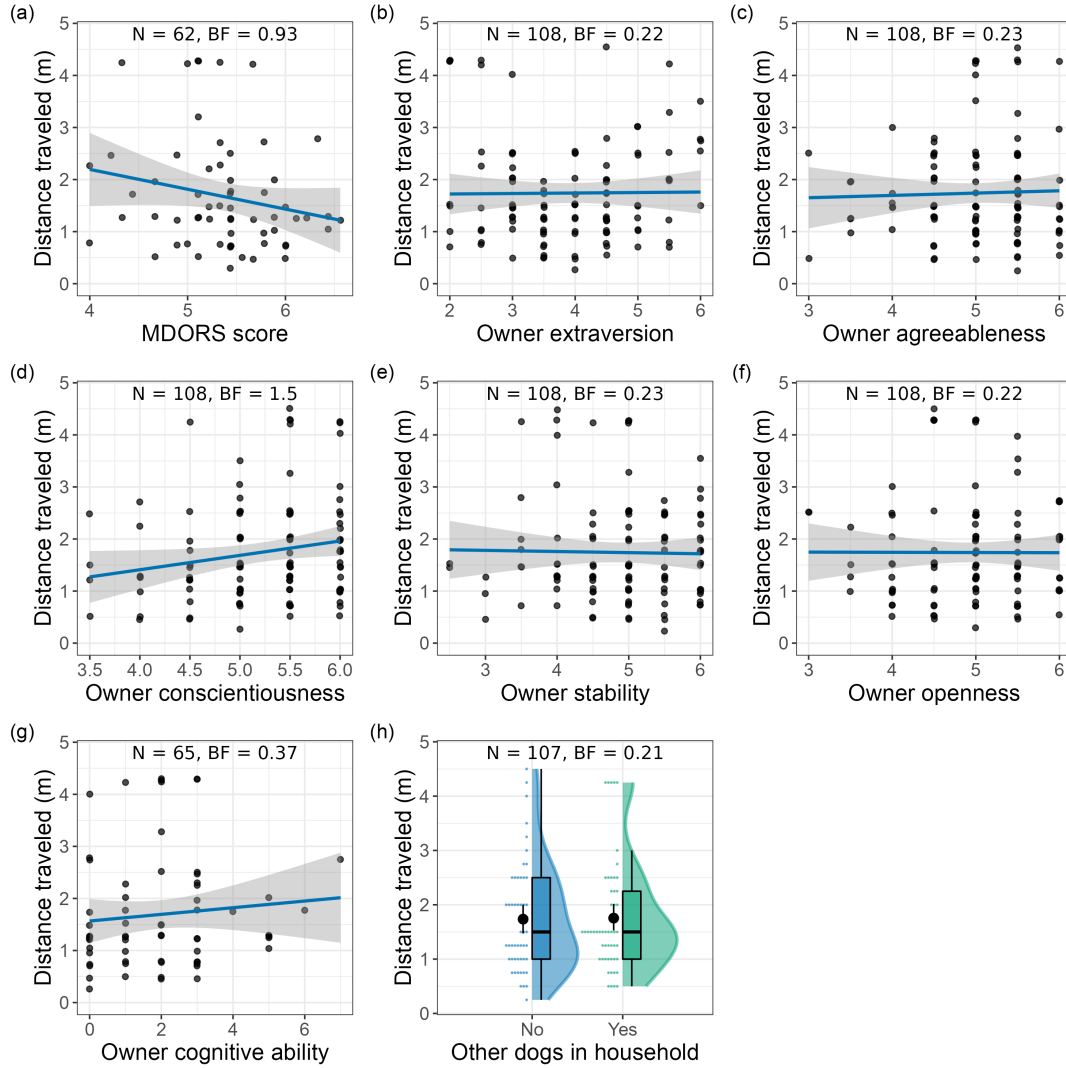 (a)
N = 62, BF = 0.93
Distance traveled (m)
5
4
3
2
1
0
4 5 6
MDORS score
(b)
N = 108, BF = 0.22
Distance traveled (m)
5
4
3
2
1
0
2 3 4 5 6
Owner extraversion
(c)
N = 108, BF = 0.23
Distance traveled (m)
5
4
3
2
1
0
3 4 5 6
Owner agreeableness
(d)
N = 108, BF = 1.5
Distance traveled (m)
5
4
3
2
1
0
3.5 4.0 4.5 5.0 5.5 6.0
Owner conscientiousness
(e)
N = 108, BF = 0.23
Distance traveled (m)
5
4
3
2
1
0
3 4 5 6
Owner stability
(f)
N = 108, BF = 0.22
Distance traveled (m)
5
4
3
2
1
0
3 4 5 6
Owner openness
(g)
N = 65, BF = 0.37
Distance traveled (m)
5
4
3
2
1
0
0 2 4 6
Owner cognitive ability
(h)
N = 107, BF = 0.21
Distance traveled (m)
5
4
3
2
1
0
No Yes
Other dogs in household